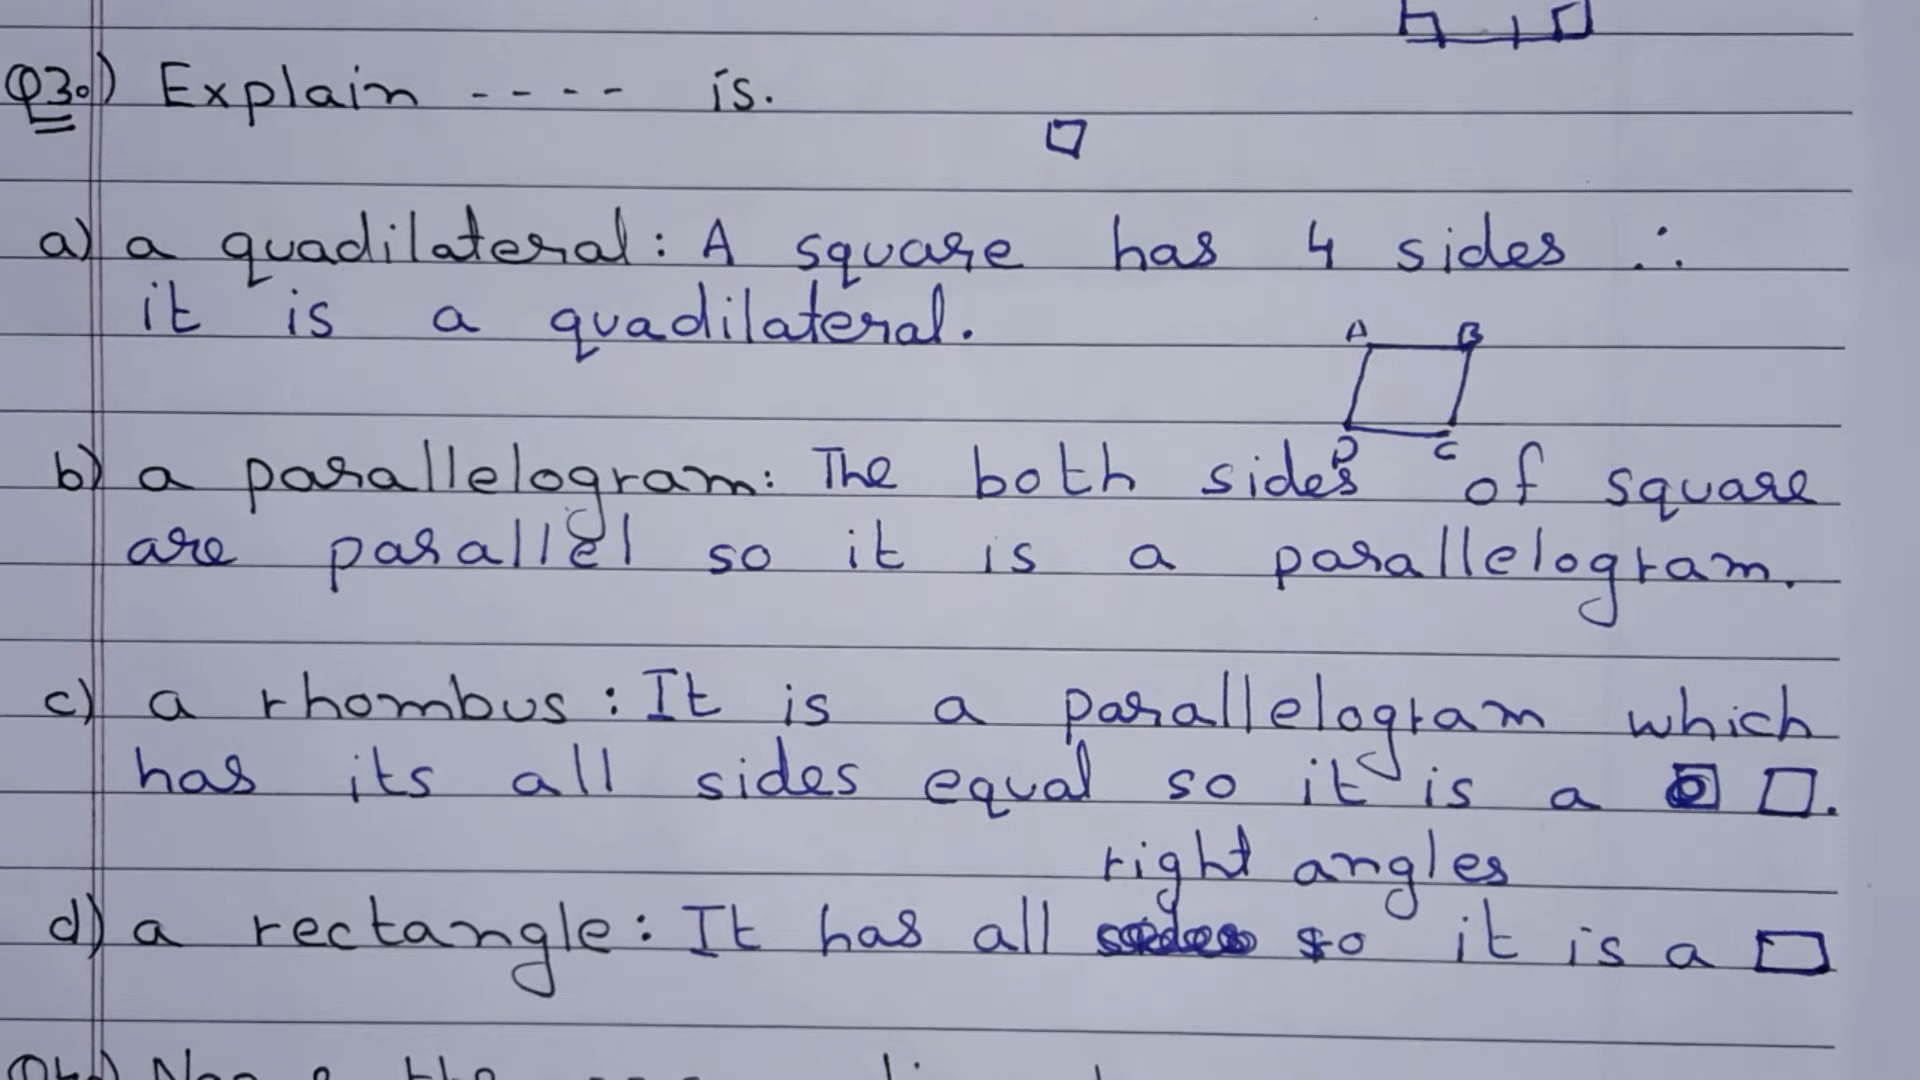 Q3.) Explain ---- is.
a) a quadilateral: A square has 4 sides ∴
it is a quadilateral.
A B
D C
b) a parallelogram: The both sides of square
are parallel so it is a parallelogram.
c) a rhombus: It is a parallelogram which
has its all sides equal so it is a □.
right angles
d) a rectangle: It has all so it is a ▭
the